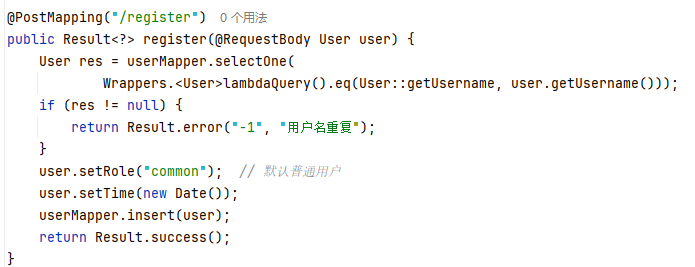 @PostMapping("/register")  0 个用法
public Result<?> register(@RequestBody User user) {
    User res = userMapper.selectOne(
            Wrappers.<User>lambdaQuery().eq(User::getUsername, user.getUsername()));
    if (res != null) {
        return Result.error("-1", "用户名重复");
    }
    user.setRole("common");  // 默认普通用户
    user.setTime(new Date());
    userMapper.insert(user);
    return Result.success();
}